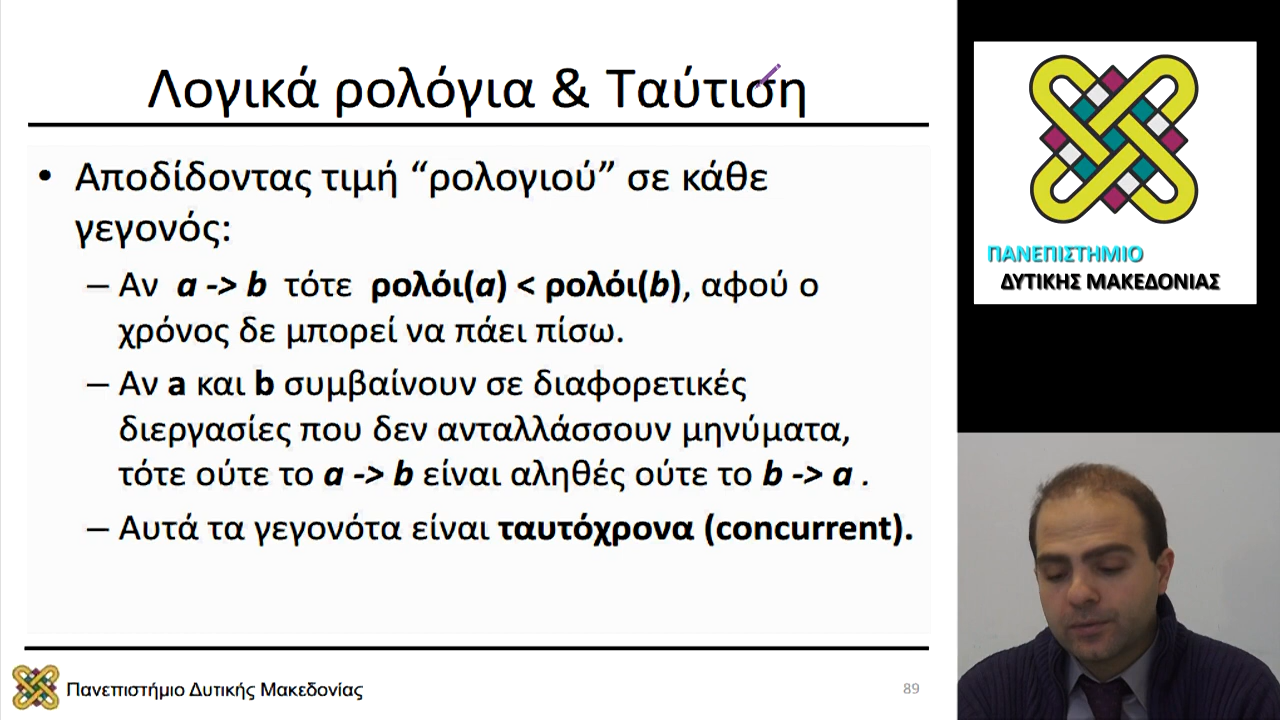 Λογικά ρολόγια & Ταύτιση
• Αποδίδοντας τιμή “ρολογιού” σε κάθε
γεγονός:
– Αν a -> b τότε ρολόι(a) < ρολόι(b), αφού ο
χρόνος δε μπορεί να πάει πίσω.
– Αν a και b συμβαίνουν σε διαφορετικές
διεργασίες που δεν ανταλλάσσουν μηνύματα,
τότε ούτε το a -> b είναι αληθές ούτε το b -> a .
– Αυτά τα γεγονότα είναι ταυτόχρονα (concurrent).
Πανεπιστήμιο Δυτικής Μακεδονίας
89
ΠΑΝΕΠΙΣΤΗΜΙΟ
ΔΥΤΙΚΗΣ ΜΑΚΕΔΟΝΙΑΣ